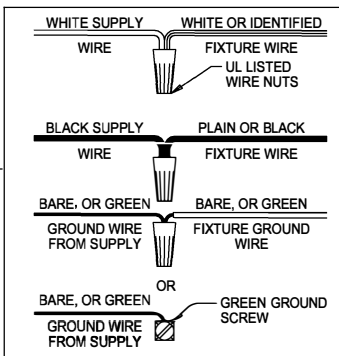 WHITE SUPPLY WHITE OR IDENTIFIED
WIRE FIXTURE WIRE
UL LISTED
WIRE NUTS
BLACK SUPPLY PLAIN OR BLACK
WIRE FIXTURE WIRE
BARE, OR GREEN BARE, OR GREEN
GROUND WIRE FIXTURE GROUND
FROM SUPPLY WIRE
OR
BARE, OR GREEN GREEN GROUND
GROUND WIRE SCREW
FROM SUPPLY